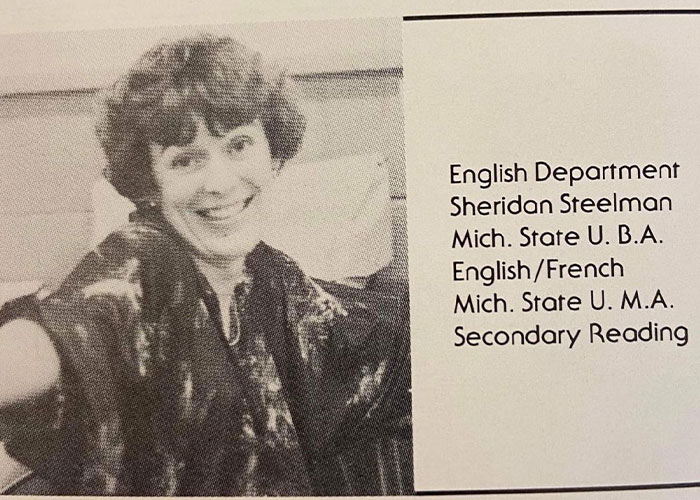 English Department
Sheridan Steelman
Mich. State U. B.A.
English/French
Mich. State U. M.A.
Secondary Reading